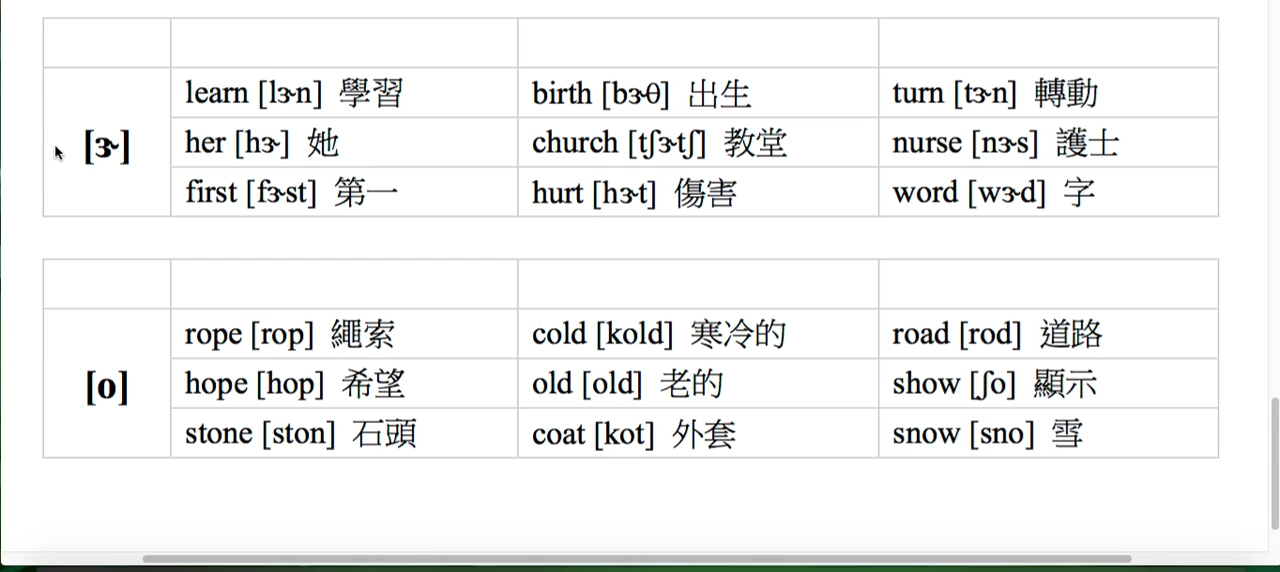 learn [lɝn] 學習 birth [bɝθ] 出生 turn [tɝn] 轉動
[ɝ] her [hɝ] 她 church [tʃɝtʃ] 教堂 nurse [nɝs] 護士
first [fɝst] 第一 hurt [hɝt] 傷害 word [wɝd] 字
rope [rop] 繩索 cold [kold] 寒冷的 road [rod] 道路
[o] hope [hop] 希望 old [old] 老的 show [ʃo] 顯示
stone [ston] 石頭 coat [kot] 外套 snow [sno] 雪